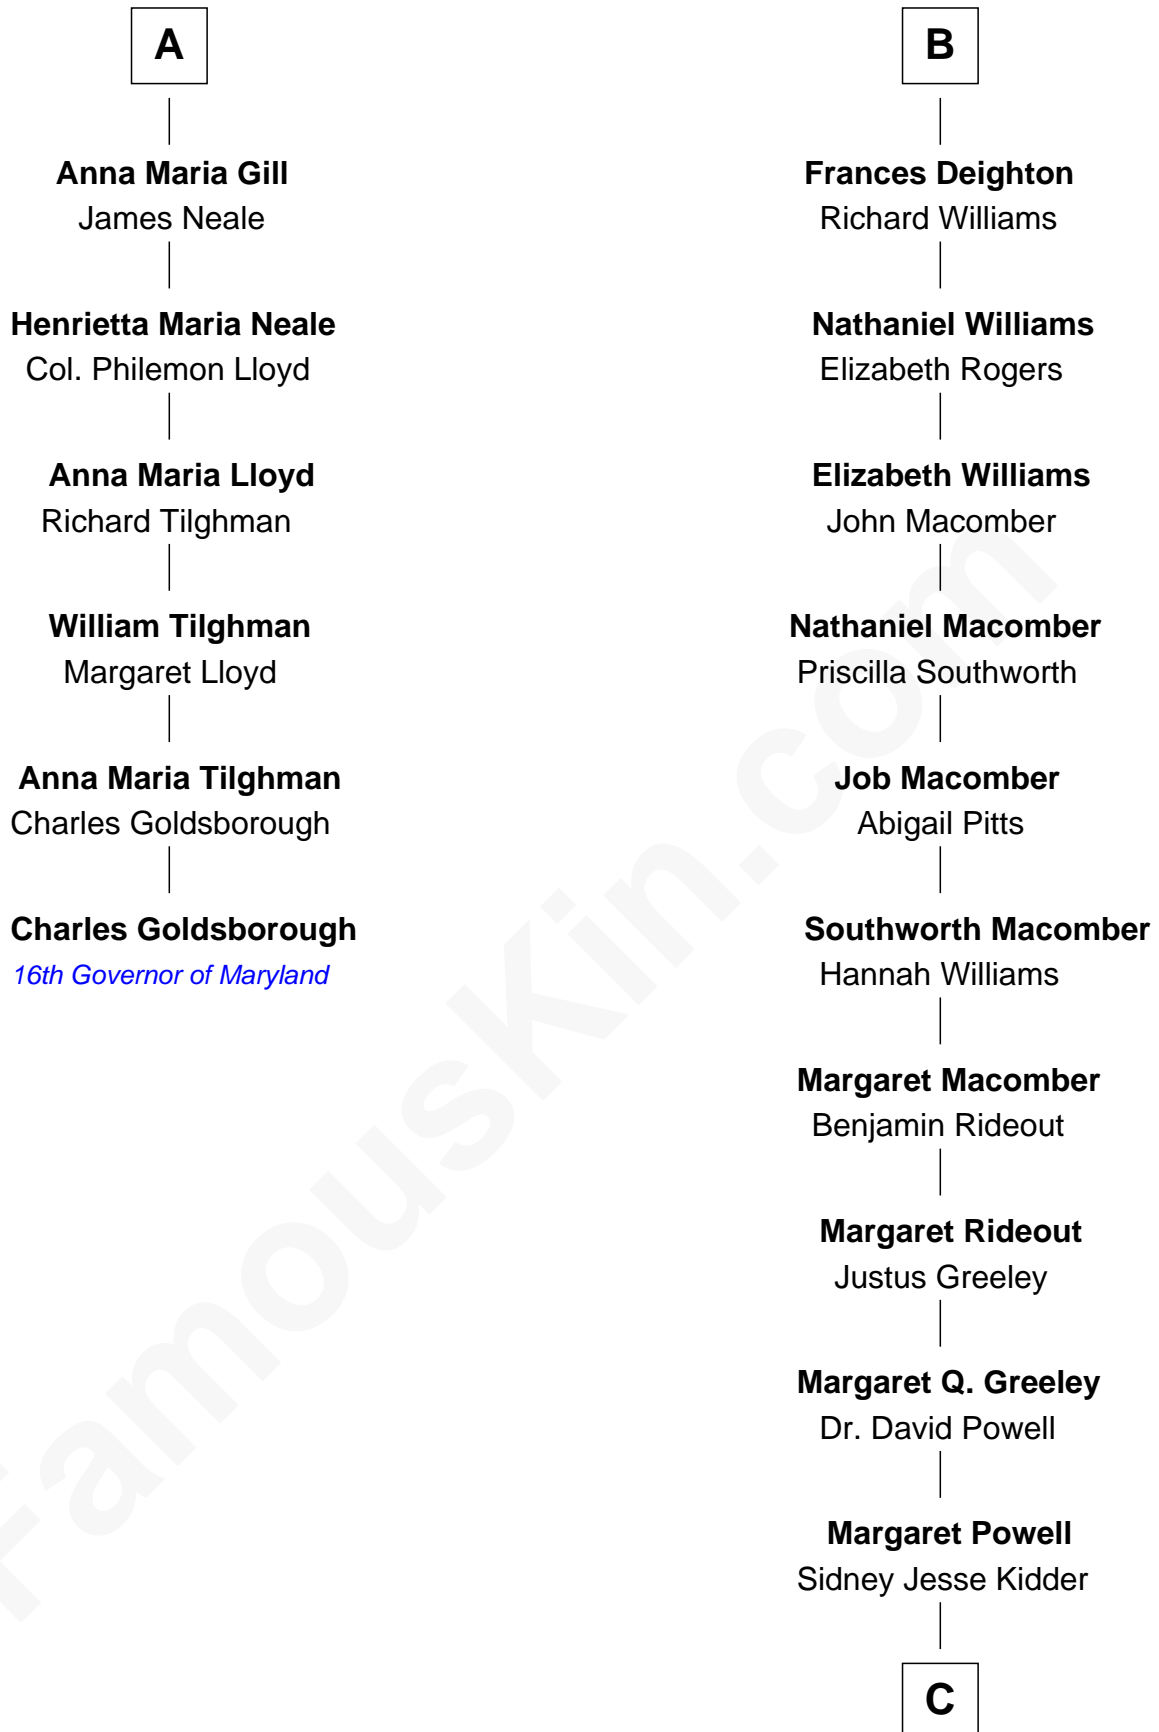 A
Anna Maria Gill
James Neale
Henrietta Maria Neale
Col. Philemon Lloyd
Anna Maria Lloyd
Richard Tilghman
William Tilghman
Margaret Lloyd
Anna Maria Tilghman
Charles Goldsborough
Charles Goldsborough
16th Governor of Maryland
B
Frances Deighton
Richard Williams
Nathaniel Williams
Elizabeth Rogers
Elizabeth Williams
John Macomber
Nathaniel Macomber
Priscilla Southworth
Job Macomber
Abigail Pitts
Southworth Macomber
Hannah Williams
Margaret Macomber
Benjamin Rideout
Margaret Rideout
Justus Greeley
Margaret Q. Greeley
Dr. David Powell
Margaret Powell
Sidney Jesse Kidder
C
FamousKin.com